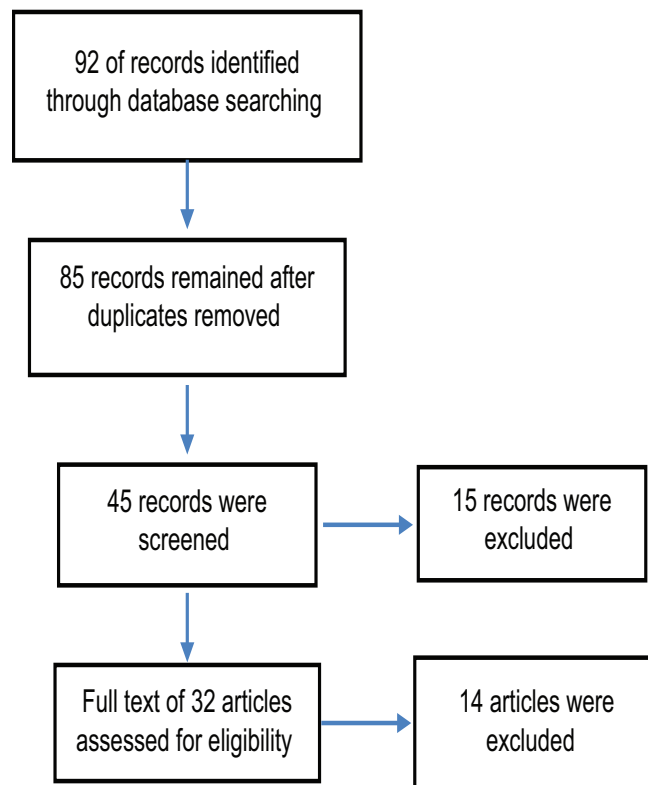 92 of records identified
through database searching
85 records remained after
duplicates removed
45 records were
screened
15 records were
excluded
Full text of 32 articles
assessed for eligibility
14 articles were
excluded